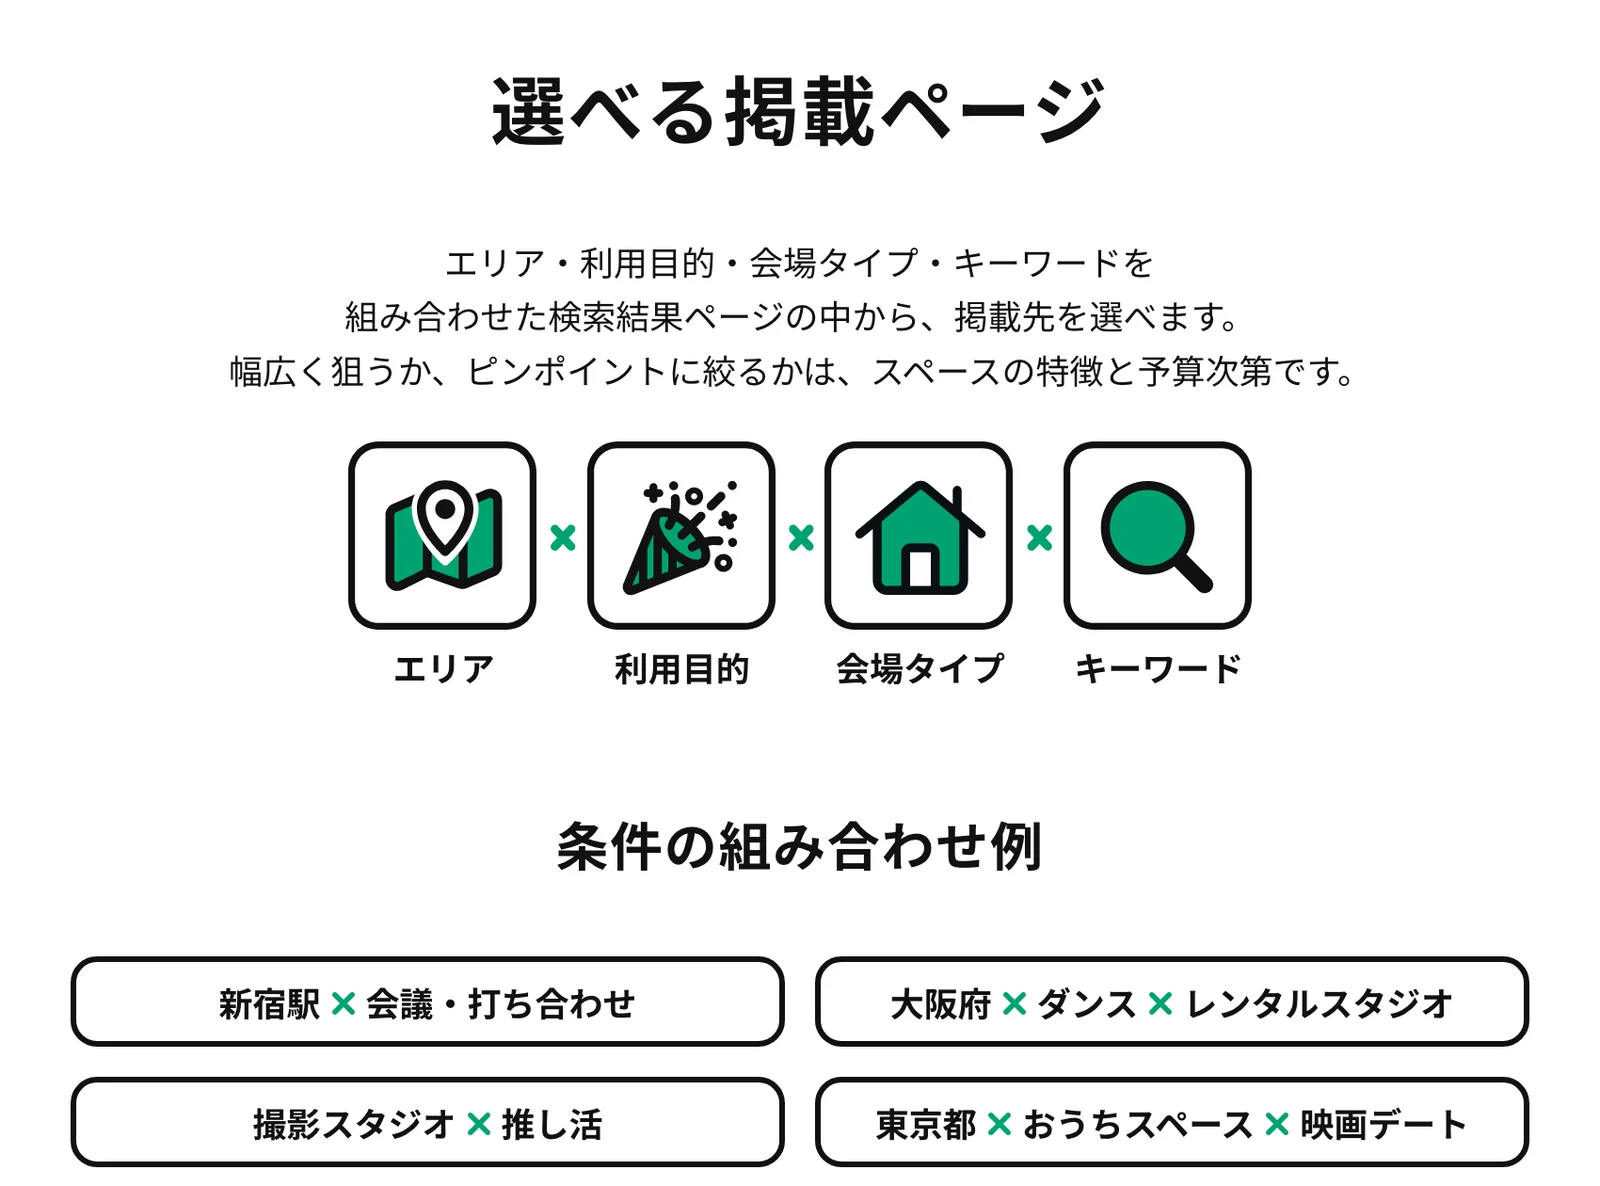 選べる掲載ページ
エリア・利用目的・会場タイプ・キーワードを
組み合わせた検索結果ページの中から、掲載先を選べます。
幅広く狙うか、ピンポイントに絞るかは、スペースの特徴と予算次第です。
エリア × 利用目的 × 会場タイプ × キーワード
条件の組み合わせ例
新宿駅 × 会議・打ち合わせ
大阪府 × ダンス × レンタルスタジオ
撮影スタジオ × 推し活
東京都 × おうちスペース × 映画デート